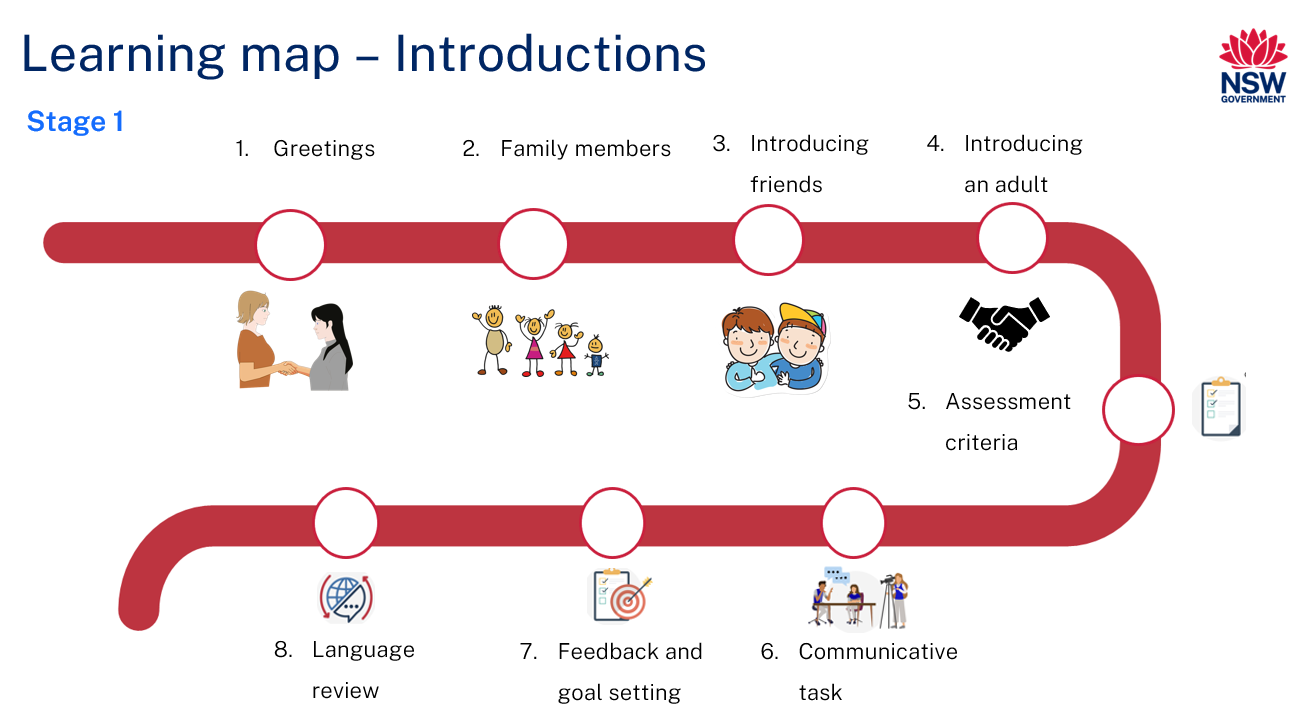 Learning map – Introductions
NSW
GOVERNMENT
Stage 1
1. Greetings
2. Family members
3. Introducing
friends
4. Introducing
an adult
5. Assessment
criteria
6. Communicative
task
7. Feedback and
goal setting
8. Language
review